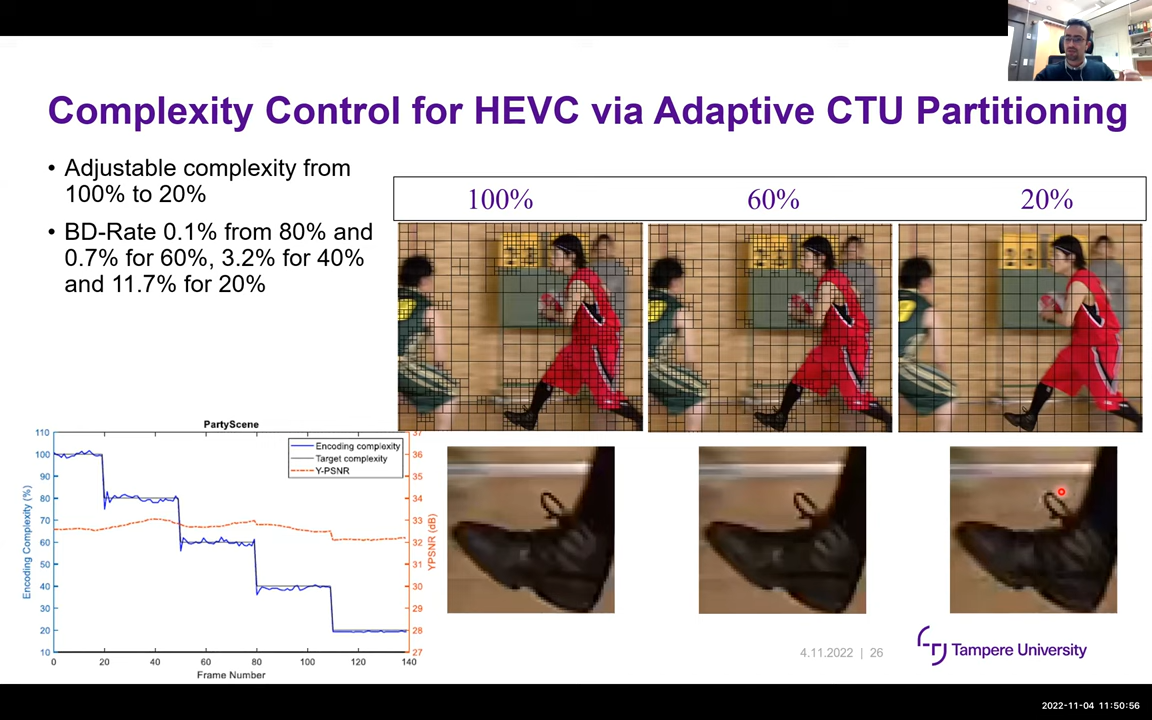 Complexity Control for HEVC via Adaptive CTU Partitioning
• Adjustable complexity from
100% to 20%
• BD-Rate 0.1% from 80% and
0.7% for 60%, 3.2% for 40%
and 11.7% for 20%
100%
60%
20%
PartyScene
Encoding complexity
Target complexity
Y-PSNR
Encoding Complexity (%)
110
100
90
80
70
60
50
40
30
20
10
37
36
35
34
33
32
31
30
29
28
27
YPSNR (dB)
0
20
40
60
80
100
120
140
Frame Number
4.11.2022 | 26
Tampere University
2022-11-04 11:50:56